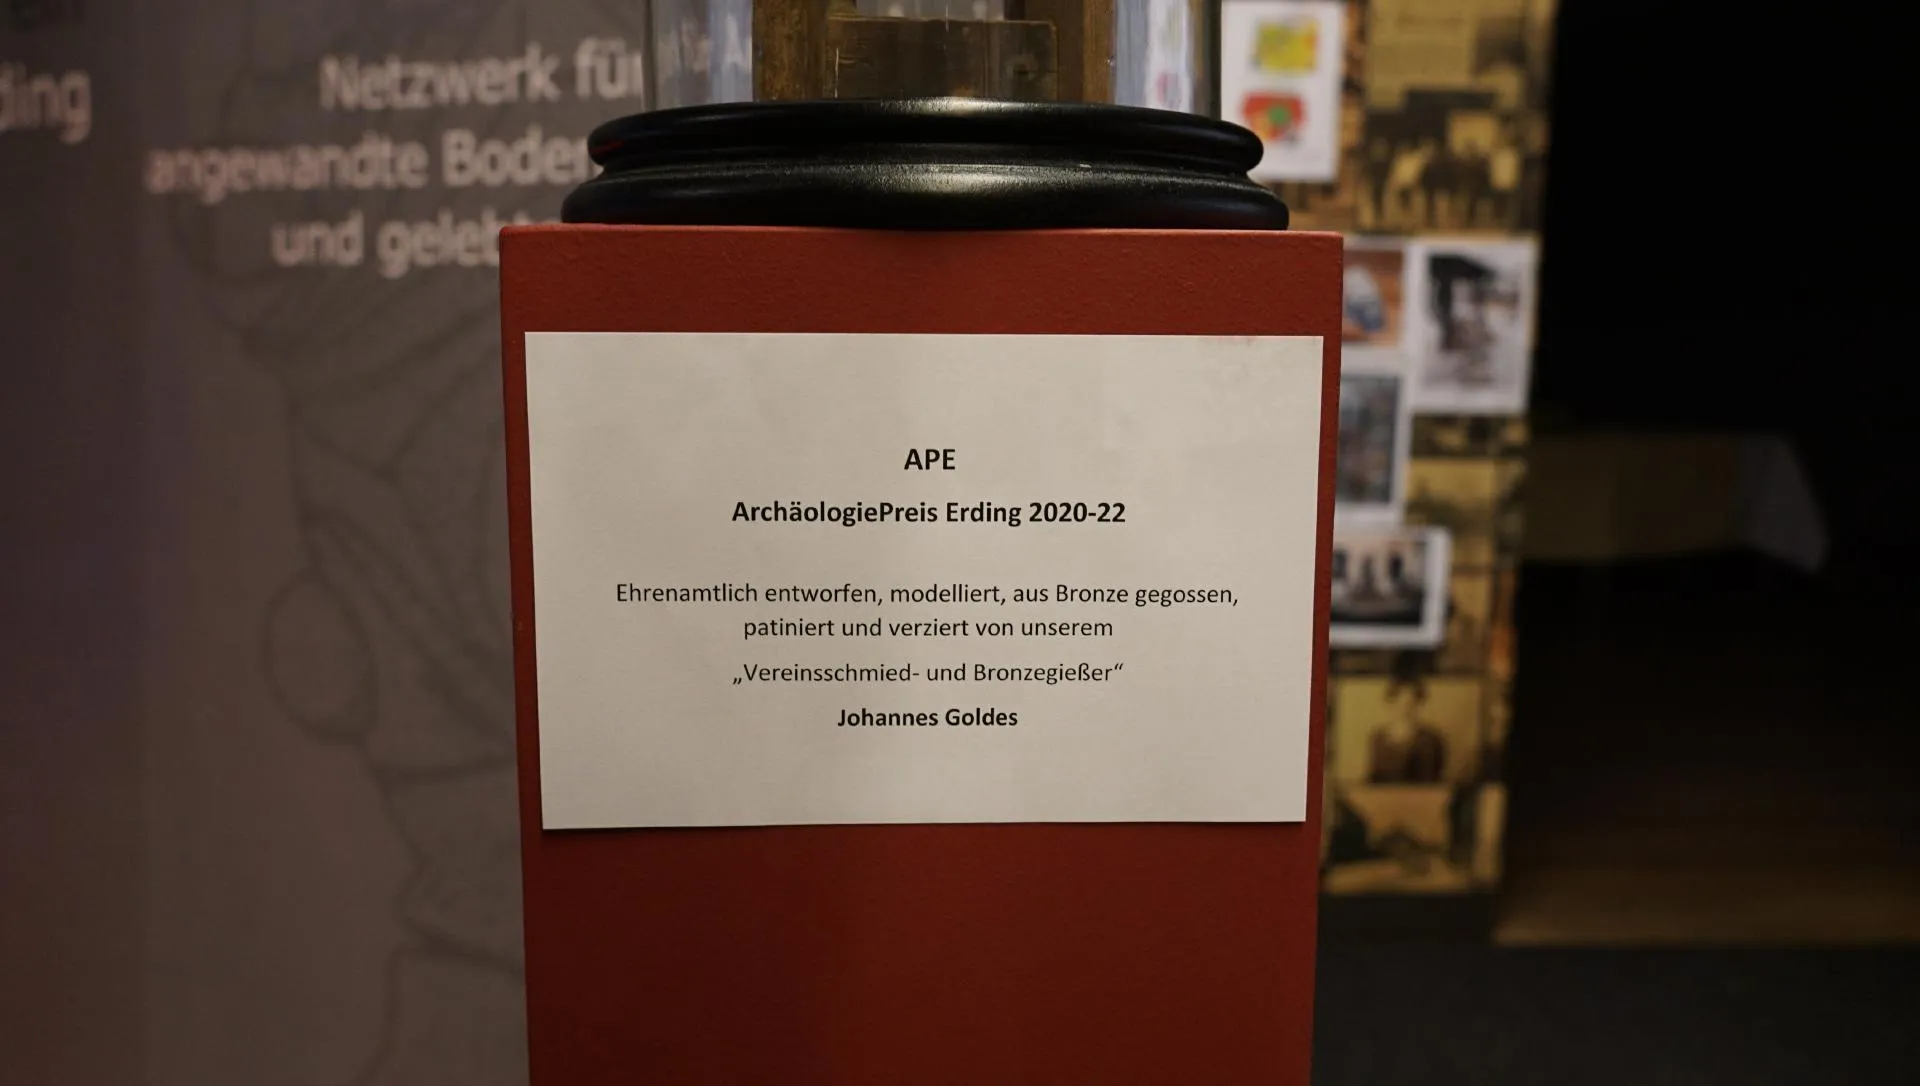 ding
Netzwerk für
angewandte Boden
und geleb
APE
ArchäologiePreis Erding 2020-22
Ehrenamtlich entworfen, modelliert, aus Bronze gegossen,
patiniert und verziert von unserem
„Vereinsschmied- und Bronzegießer“
Johannes Goldes